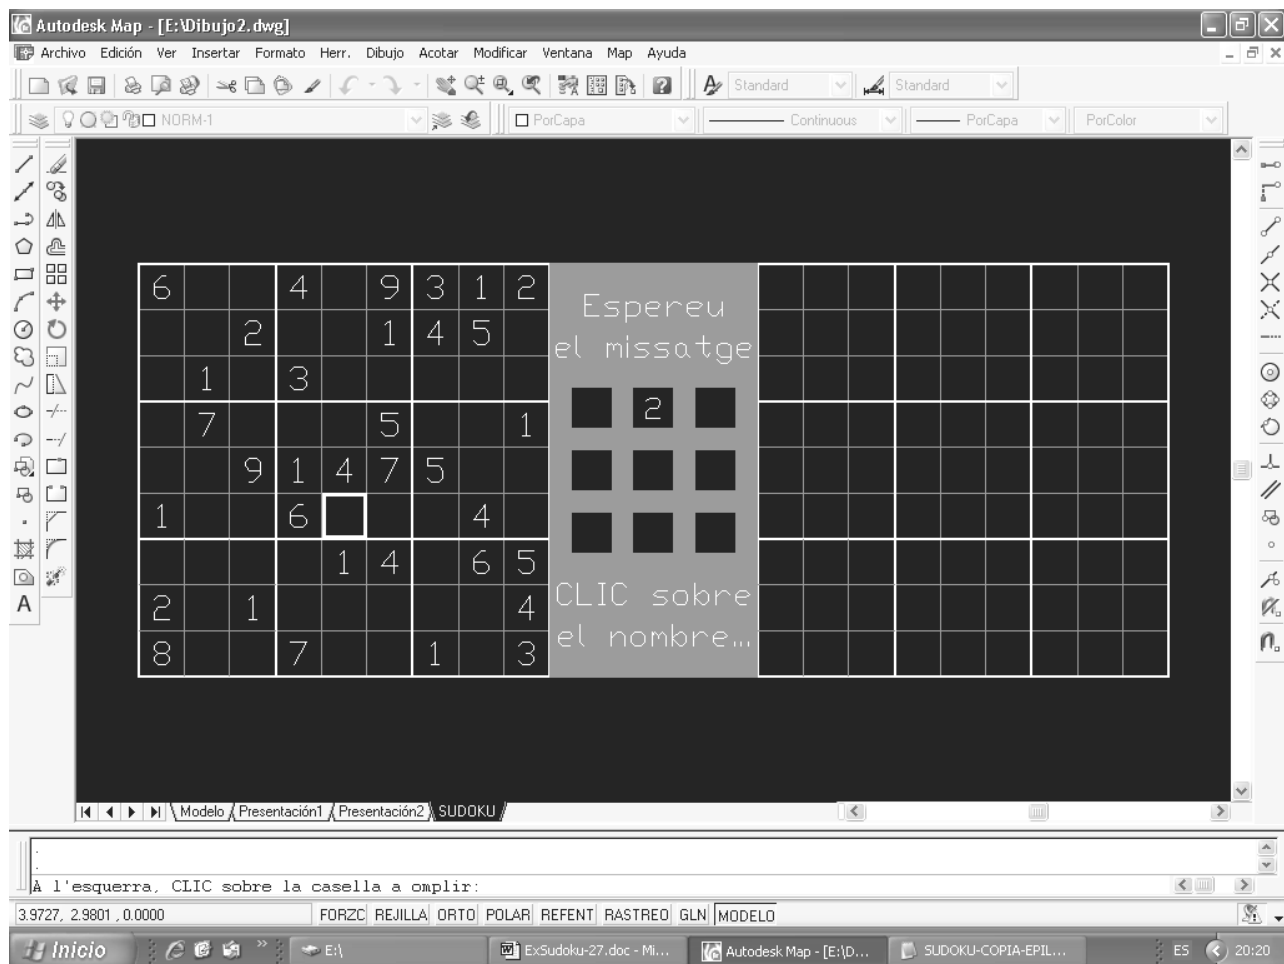 Autodesk Map - [E:\Dibujo2.dwg]
Archivo Edición Ver Insertar Formato Herr. Dibujo Acotar Modificar Ventana Map Ayuda
Standard Standard
NORM-1 PorCapa Continuous PorCapa PorColor
6 4 9 3 1 2
2 1 4 5
1 3
7 5 1
9 1 4 7 5
1 6 4
1 4 6 5
2 1 4
8 7 1 3
Espereu
el missatge
2
CLIC sobre
el nombre...
Modelo Presentación1 Presentación2 SUDOKU
A l'esquerra, CLIC sobre la casella a omplir:
3.9727, 2.9801 , 0.0000 FORZC REJILLA ORTO POLAR REFENT RASTREO GLN MODELO
Inicio E:\ ExSudoku-27.doc - Mi... Autodesk Map - [E:\D... SUDOKU-COPIA-EPIL... ES 20:20